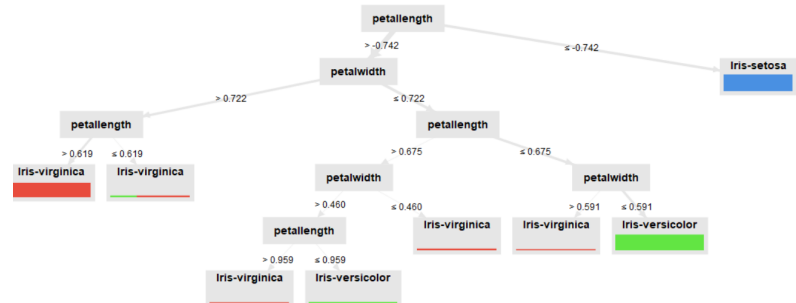 petallength
> -0.742
≤ -0.742
petalwidth
Iris-setosa
> 0.722
≤ 0.722
petallength
petallength
> 0.619
≤ 0.619
> 0.675
≤ 0.675
Iris-virginica
Iris-virginica
petalwidth
petalwidth
> 0.460
≤ 0.460
> 0.591
≤ 0.591
petallength
Iris-virginica
Iris-virginica
Iris-versicolor
> 0.959
≤ 0.959
Iris-virginica
Iris-versicolor